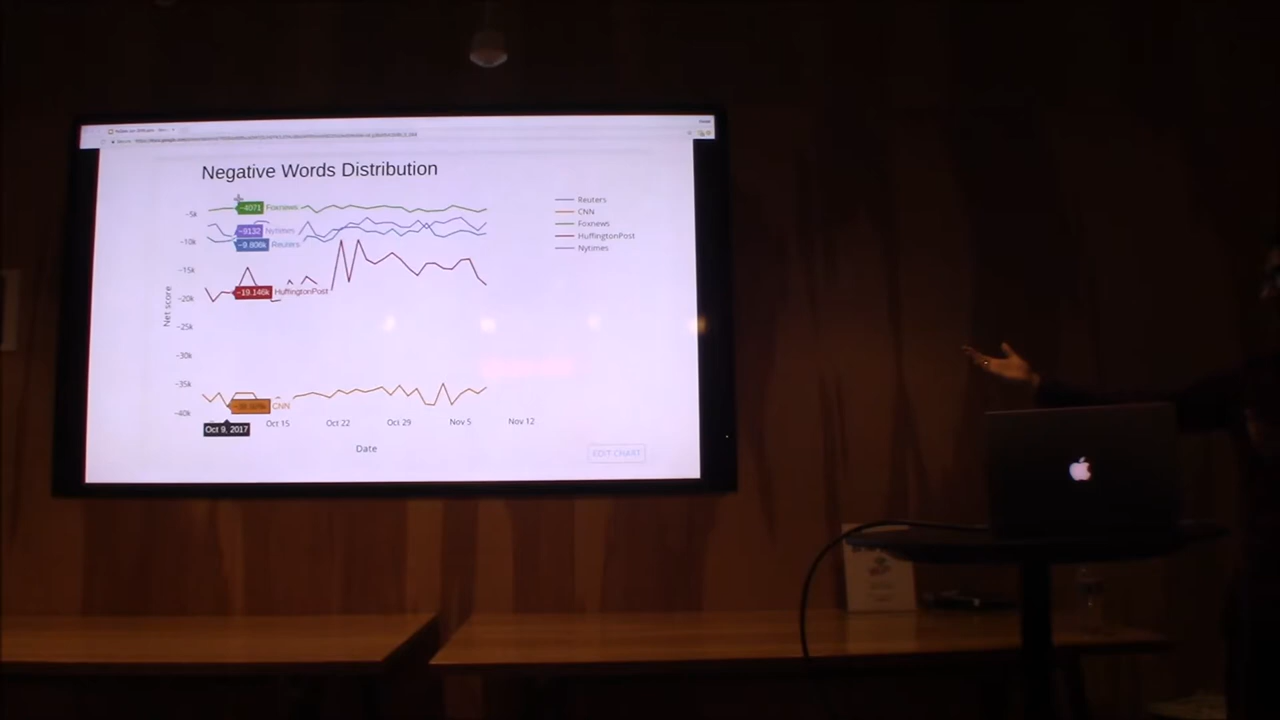 Negative Words Distribution
−5k
−10k
−15k
−20k
−25k
−30k
−35k
−40k
Net score
−4071 Foxnews
−9132 Nytimes
−9.806k Reuters
−19.146k HuffingtonPost
CNN
Oct 9, 2017
Oct 15
Oct 22
Oct 29
Nov 5
Nov 12
Date
Reuters
CNN
Foxnews
HuffingtonPost
Nytimes
EDIT CHART